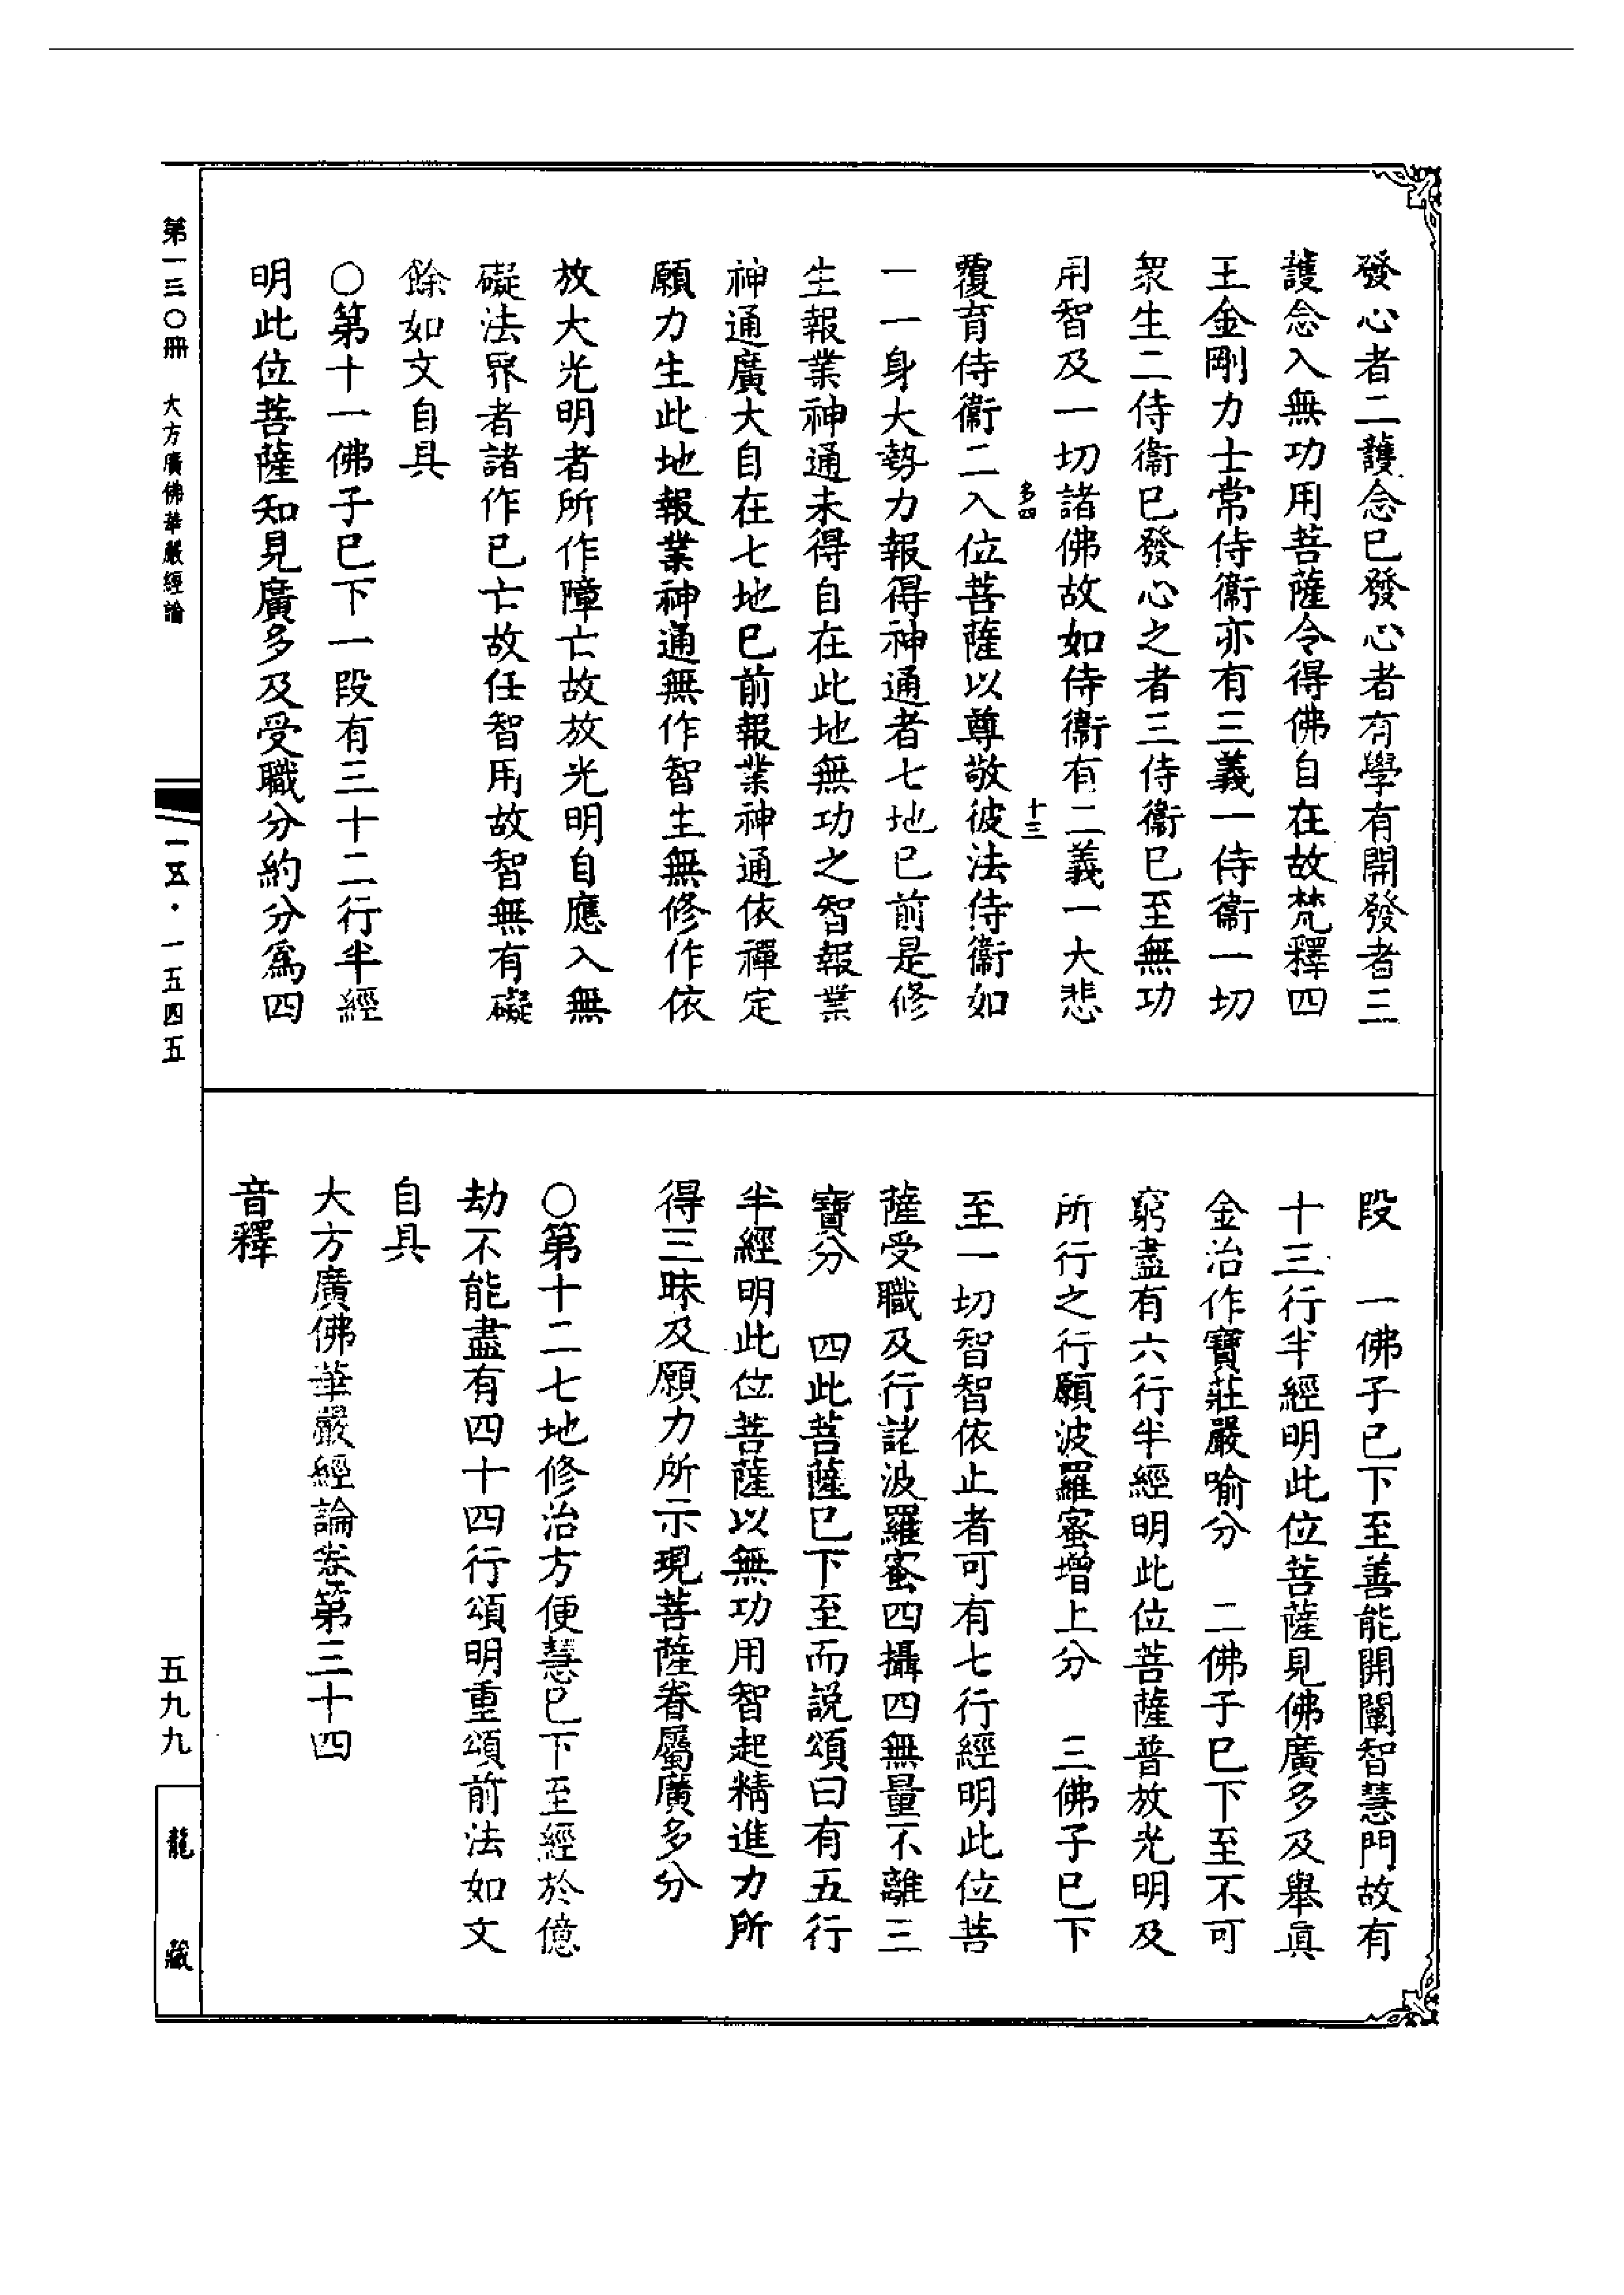 發心者二護念已發心者有學有開發者三
護念入無功用菩薩令得佛自在故梵釋四
王金剛力士常侍衞亦有三義一侍衞一切
衆生二侍衞已發心之者三侍衞已至無功
用智及一切諸佛故如侍衞有二義一大悲
多四
十三
覆育侍衞二入位菩薩以尊敬彼法侍衞如
一一身大勢力報得神通者七地已前是修
生報業神通未得自在此地無功之智報業
神通廣大自在七地已前報業神通依禪定
願力生此地報業神通無作智生無修作依
放大光明者所作障亡故放光明自應入無
礙法界者諸作已亡故任智用故智無有礙
餘如文自具
○第十一佛子已下一段有三十二行半經
明此位菩薩知見廣多及受職分約分爲四
段　一佛子已下至善能開闡智慧門故有
十三行半經明此位菩薩見佛廣多及舉眞
金冶作寶莊嚴喻分　二佛子已下至不可
窮盡有六行半經明此位菩薩普放光明及
所行之行願波羅蜜增上分　三佛子已下
至一切智智依止者可有七行經明此位菩
薩受職及行諸波羅蜜四攝四無量不離三
寶分　四此菩薩已下至而說頌曰有五行
半經明此位菩薩以無功用智起精進力所
得三昧及願力所示現菩薩眷屬廣多分
○第十二七地修治方便慧已下至經於億
劫不能盡有四十四行頌明重頌前法如文
自具
大方廣佛華嚴經論卷第三十四
音釋
第一三〇冊　大方廣佛華嚴經論
一五五・一五四五
五九九
龍藏